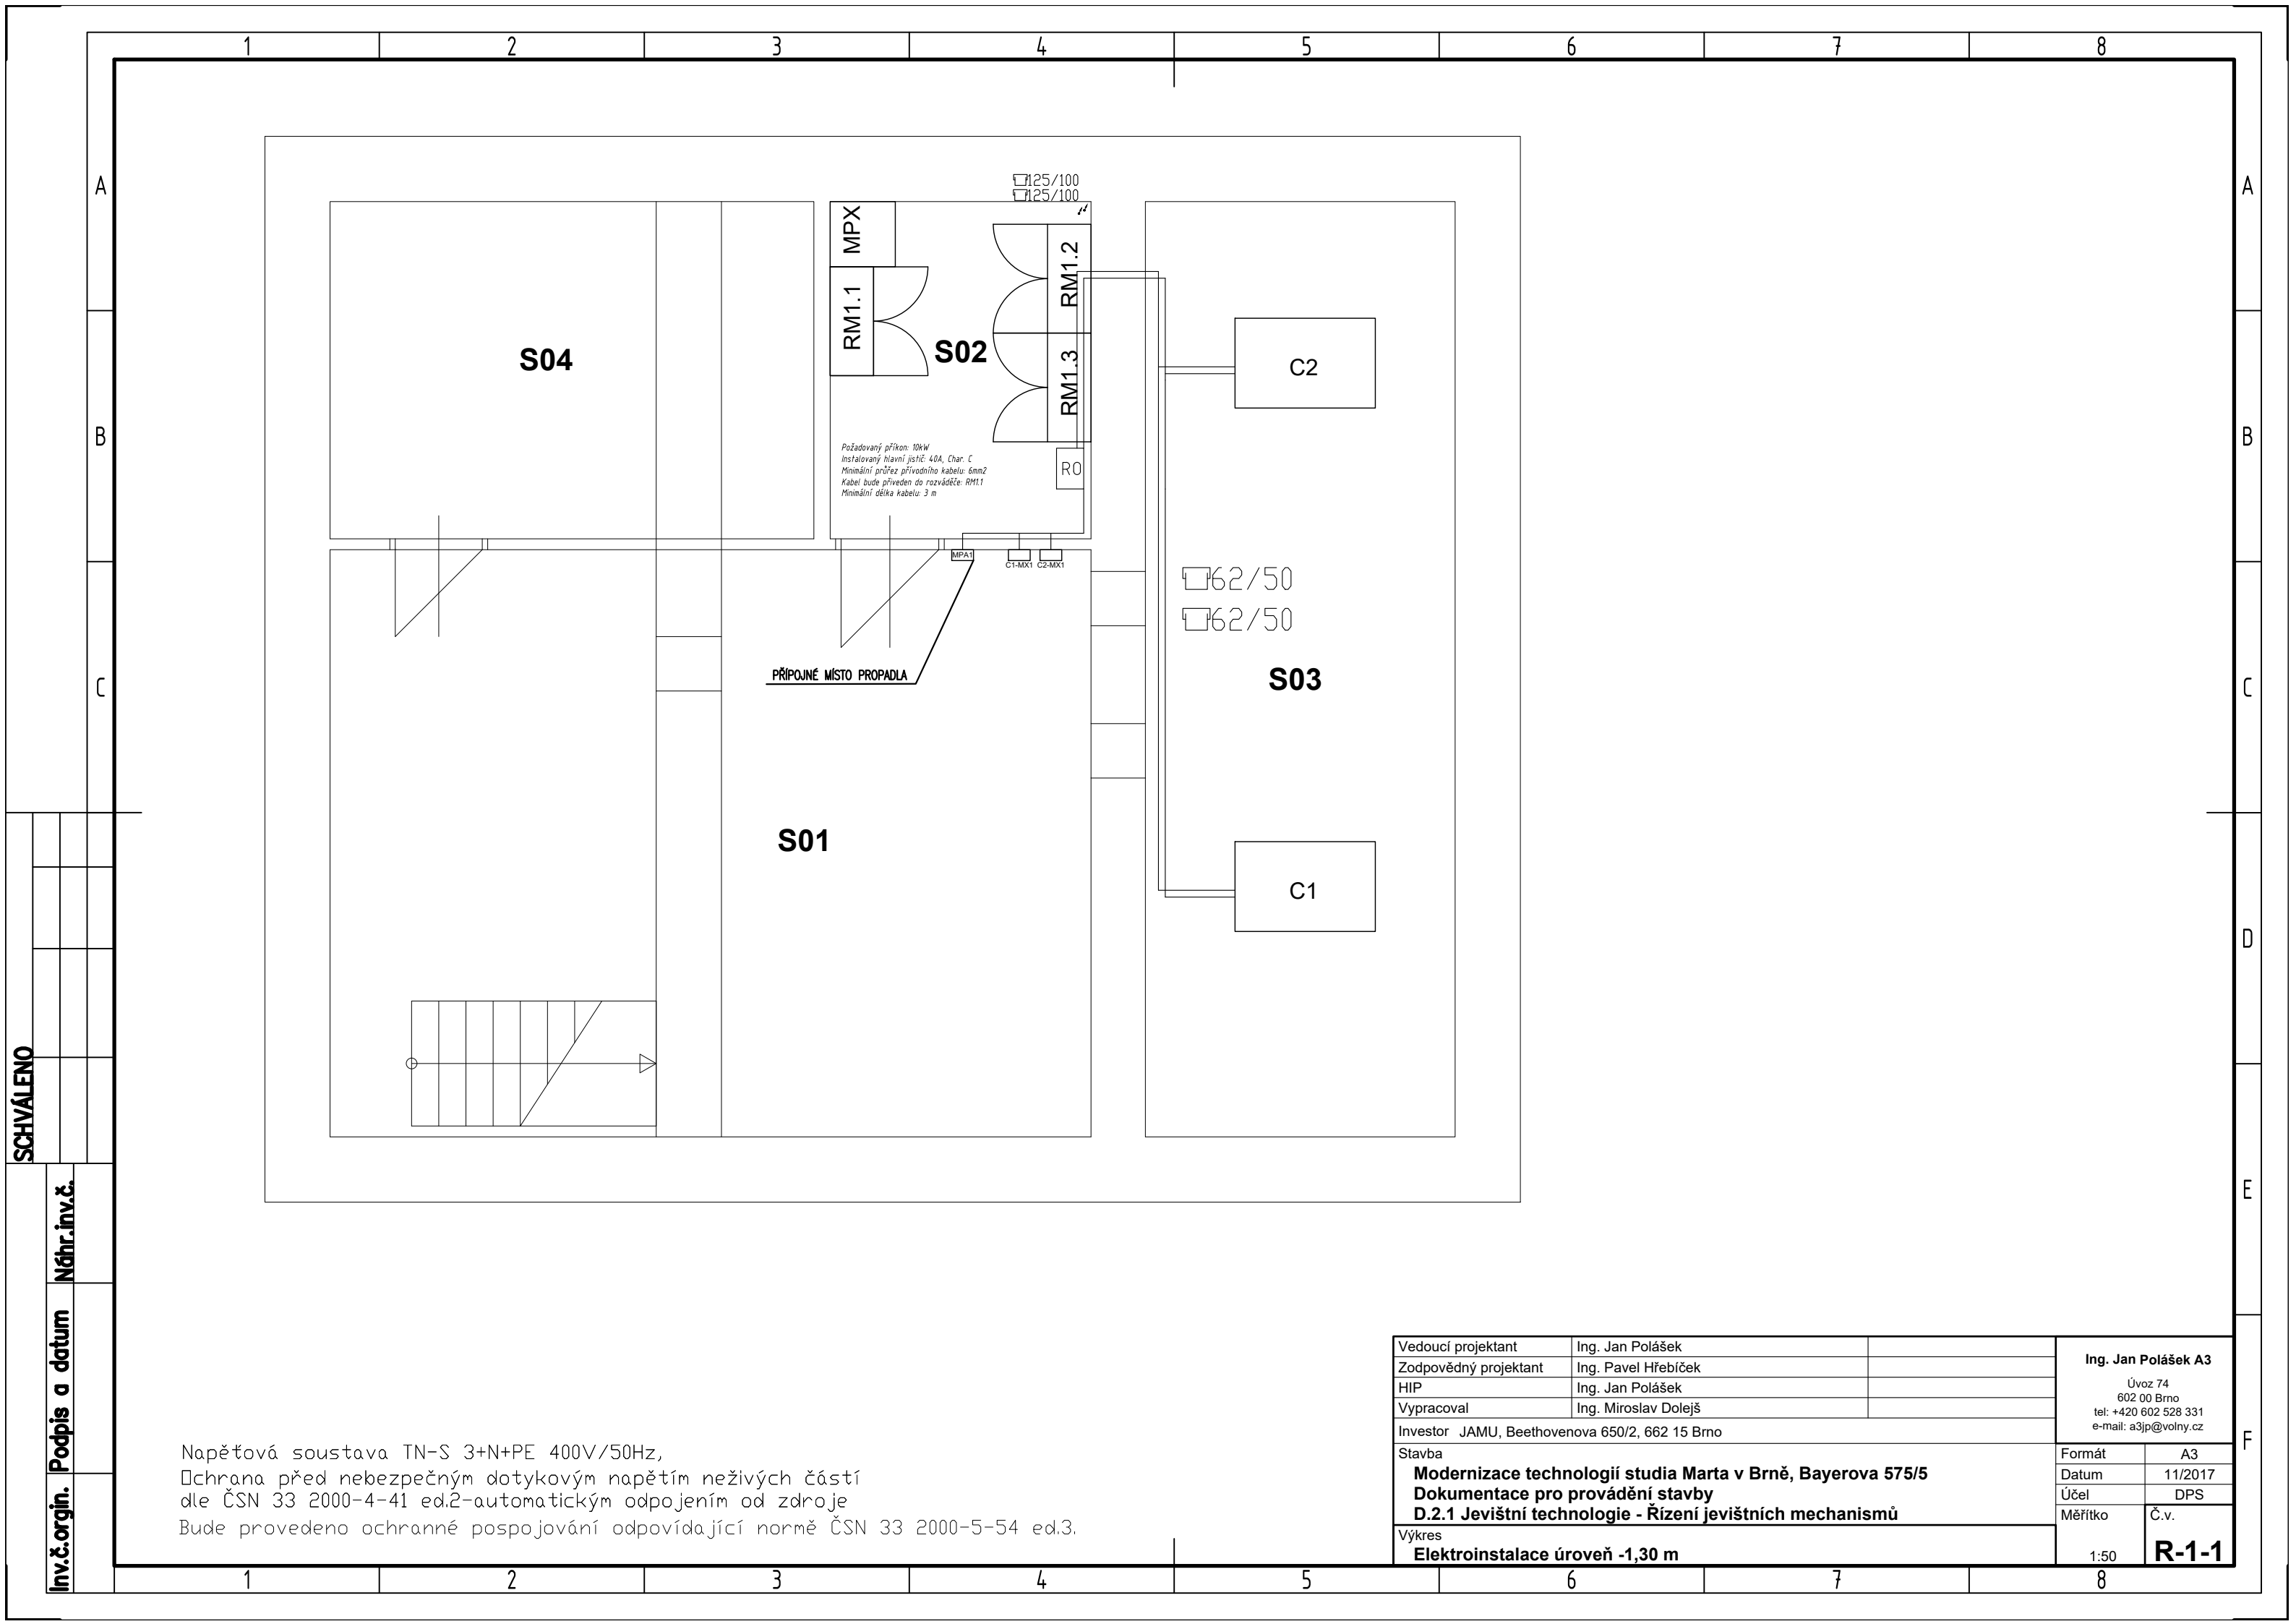 1 2 3 4 5 6 7 8
A A
B B
C C
D
E
F
125/100
125/100
MPX
RM1.1
RM1.2
RM1.3
S04
S02
C2
Požadovaný příkon: 10kW
Instalovaný hlavní jistič: 40A, Char. C
Minimální průřez přívodního kabelu: 6mm2
Kabel bude přiveden do rozváděče: RM1.1
Minimální délka kabelu: 3 m
RO
MPA1
C1-MX1 C2-MX1
62/50
62/50
PŘÍPOJNÉ MÍSTO PROPADLA
S03
S01
C1
SCHVÁLENO
Náhr.inv.č.
Podpis a datum
Inv.č.orgin.
Napěťová soustava TN-S 3+N+PE 400V/50Hz,
Ochrana před nebezpečným dotykovým napětím neživých částí
dle ČSN 33 2000-4-41 ed.2-automatickým odpojením od zdroje
Bude provedeno ochranné pospojování odpovídající normě ČSN 33 2000-5-54 ed.3.
Vedoucí projektant Ing. Jan Polášek
Zodpovědný projektant Ing. Pavel Hřebíček
HIP Ing. Jan Polášek
Vypracoval Ing. Miroslav Dolejš
Investor JAMU, Beethovenova 650/2, 662 15 Brno
Stavba
Modernizace technologií studia Marta v Brně, Bayerova 575/5
Dokumentace pro provádění stavby
D.2.1 Jevištní technologie - Řízení jevištních mechanismů
Výkres
Elektroinstalace úroveň -1,30 m
Ing. Jan Polášek A3
Úvoz 74
602 00 Brno
tel: +420 602 528 331
e-mail: a3jp@volny.cz
Formát A3
Datum 11/2017
Účel DPS
Měřítko Č.v.
1:50 R-1-1
1 2 3 4 5 6 7 8